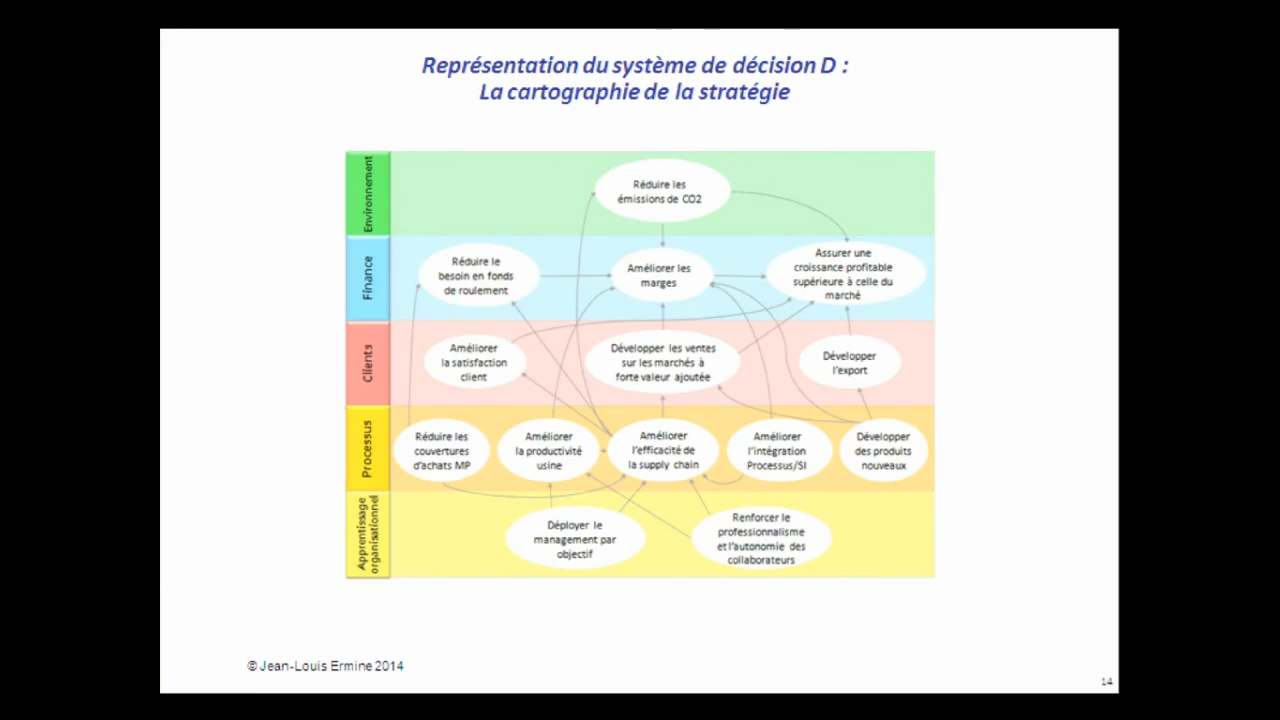 Représentation du système de décision D :
La cartographie de la stratégie
Environnement
Réduire les
émissions de CO2
Finance
Réduire le
besoin en fonds
de roulement
Améliorer les
marges
Assurer une
croissance profitable
supérieure à celle du
marché
Clients
Améliorer
la satisfaction
client
Développer les ventes
sur les marchés à
forte valeur ajoutée
Développer
l'export
Processus
Réduire les
couvertures
d'achats MP
Améliorer
la productivité
usine
Améliorer
l'efficacité de
la supply chain
Améliorer
l'intégration
Processus/SI
Développer
des produits
nouveaux
Apprentissage
organisationnel
Déployer le
management par
objectif
Renforcer le
professionnalisme
et l'autonomie des
collaborateurs
© Jean-Louis Ermine 2014
14